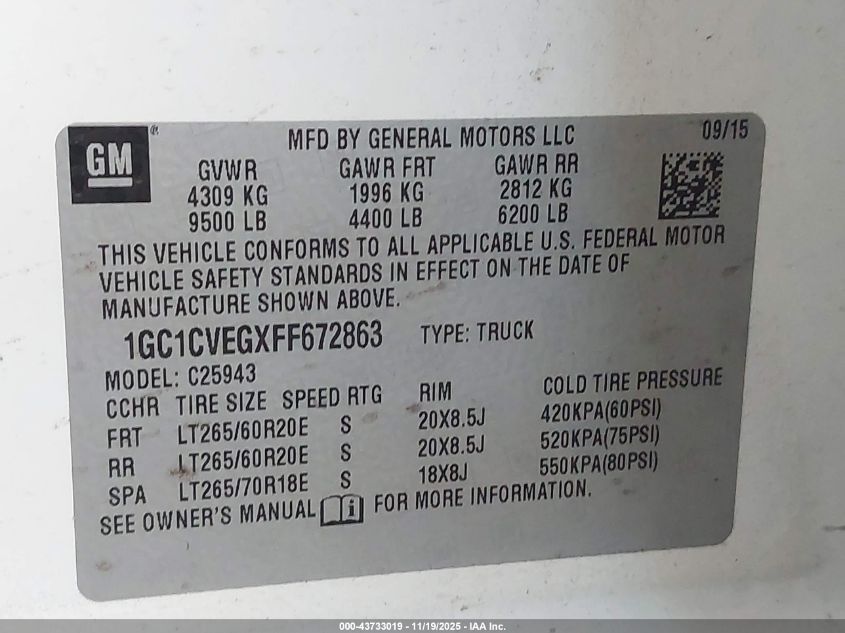 GM
®
MFD BY GENERAL MOTORS LLC 09/15
GVWR GAWR FRT GAWR RR
4309 KG 1996 KG 2812 KG
9500 LB 4400 LB 6200 LB
THIS VEHICLE CONFORMS TO ALL APPLICABLE U.S. FEDERAL MOTOR
VEHICLE SAFETY STANDARDS IN EFFECT ON THE DATE OF
MANUFACTURE SHOWN ABOVE.
1GC1CVEGXFF672863 TYPE: TRUCK
MODEL: C25943
CCHR TIRE SIZE SPEED RTG RIM COLD TIRE PRESSURE
FRT LT265/60R20E S 20X8.5J 420KPA(60PSI)
RR LT265/60R20E S 20X8.5J 520KPA(75PSI)
SPA LT265/70R18E S 18X8J 550KPA(80PSI)
SEE OWNER'S MANUAL i FOR MORE INFORMATION.
000-43733019 - 11/19/2025 - IAA Inc.